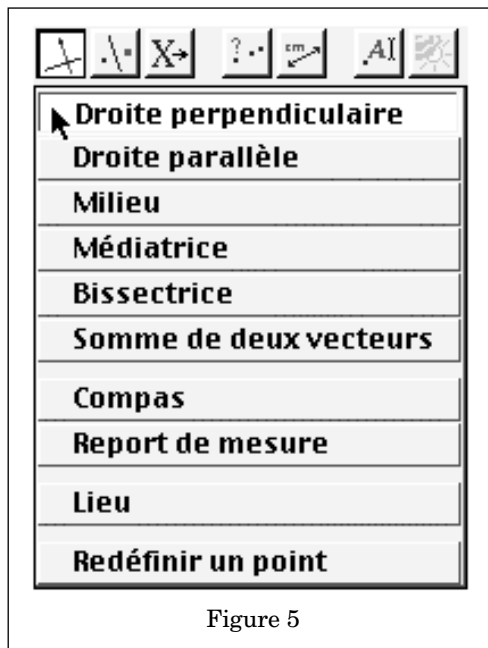 X ? cm AI
Droite perpendiculaire
Droite parallèle
Milieu
Médiatrice
Bissectrice
Somme de deux vecteurs
Compas
Report de mesure
Lieu
Redéfinir un point
Figure 5